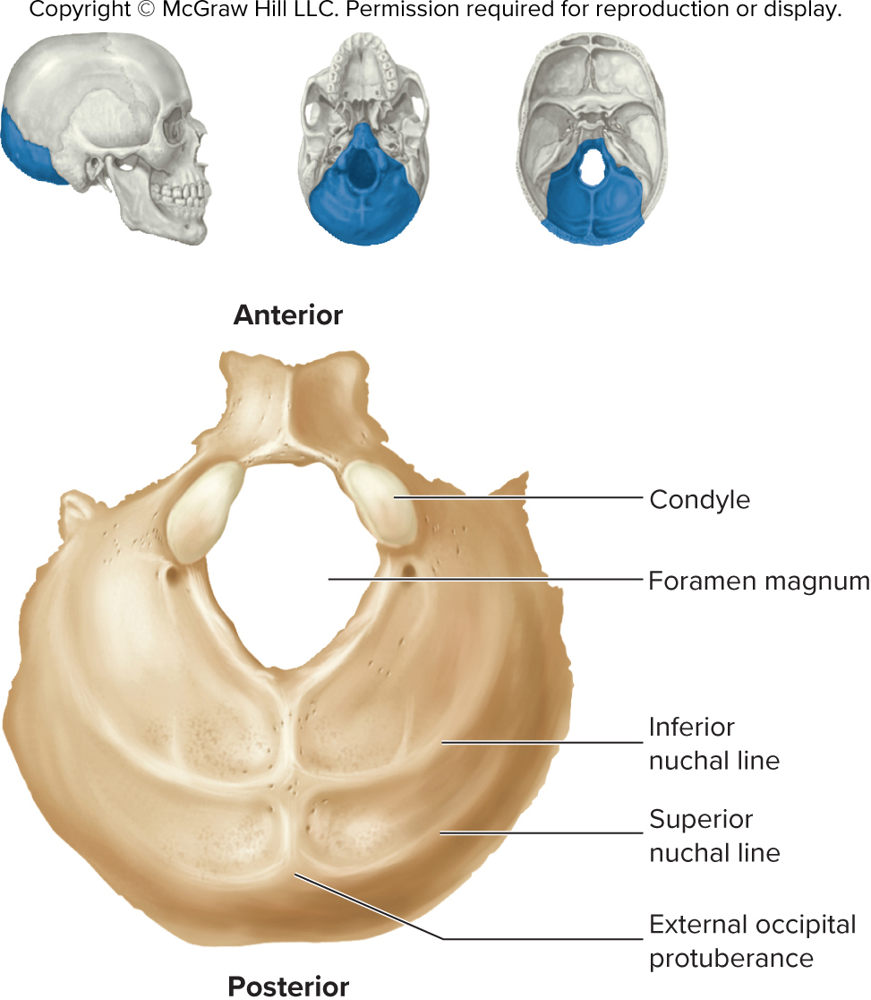 Copyright © McGraw Hill LLC. Permission required for reproduction or display.
Anterior
Condyle
Foramen magnum
Inferior
nuchal line
Superior
nuchal line
External occipital
protuberance
Posterior